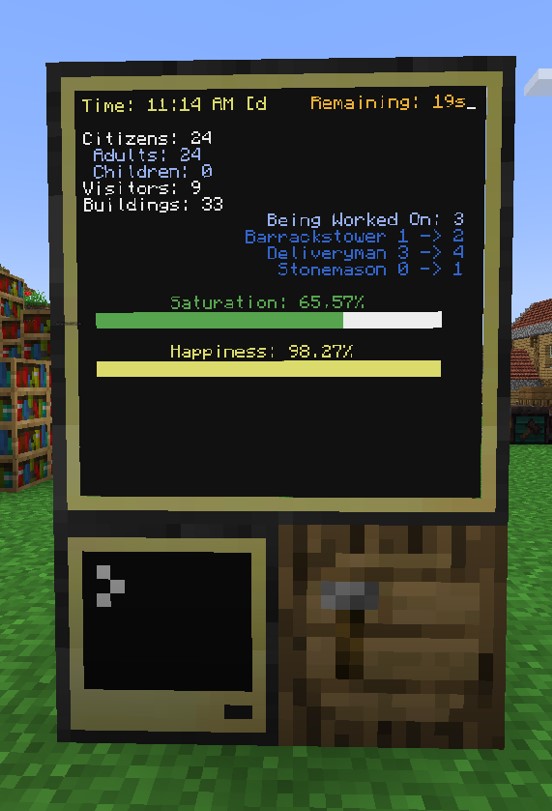 Time: 11:14 AM [d Remaining: 19s_
Citizens: 24
Adults: 24
Children: 0
Visitors: 9
Buildings: 33
Being Worked On: 3
Barrackstower 1 -> 2
Deliveryman 3 -> 4
Stonemason 0 -> 1
Saturation: 65.57%
Happiness: 98.27%